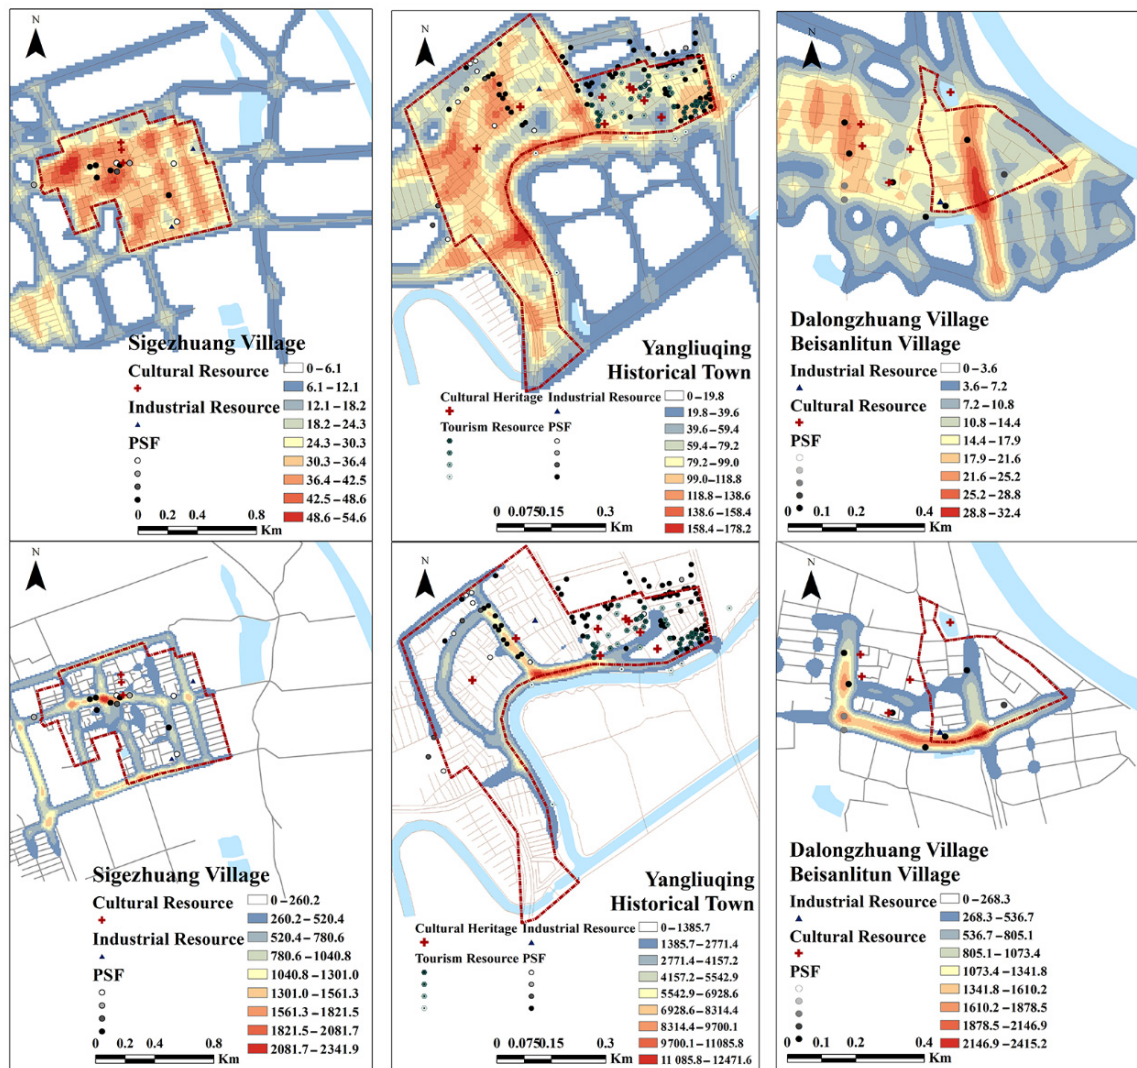 N
Sigezhuang Village
Cultural Resource
Industrial Resource
PSF
0 – 6.1
6.1 – 12.1
12.1 – 18.2
18.2 – 24.3
24.3 – 30.3
30.3 – 36.4
36.4 – 42.5
42.5 – 48.6
48.6 – 54.6
0 0.2 0.4 0.8
Km
N
Yangliuqing
Historical Town
Cultural Heritage Industrial Resource
Tourism Resource PSF
0 – 19.8
19.8 – 39.6
39.6 – 59.4
59.4 – 79.2
79.2 – 99.0
99.0 – 118.8
118.8 – 138.6
138.6 – 158.4
158.4 – 178.2
0 0.075 0.15 0.3
Km
N
Dalongzhuang Village
Beisanlitun Village
Industrial Resource
Cultural Resource
PSF
0 – 3.6
3.6 – 7.2
7.2 – 10.8
10.8 – 14.4
14.4 – 17.9
17.9 – 21.6
21.6 – 25.2
25.2 – 28.8
28.8 – 32.4
0 0.1 0.2 0.4
Km
N
Sigezhuang Village
Cultural Resource
Industrial Resource
PSF
0 – 260.2
260.2 – 520.4
520.4 – 780.6
780.6 – 1040.8
1040.8 – 1301.0
1301.0 – 1561.3
1561.3 – 1821.5
1821.5 – 2081.7
2081.7 – 2341.9
0 0.2 0.4 0.8
Km
N
Yangliuqing
Historical Town
Cultural Heritage Industrial Resource
Tourism Resource PSF
0 – 1385.7
1385.7 – 2771.4
2771.4 – 4157.2
4157.2 – 5542.9
5542.9 – 6928.6
6928.6 – 8314.4
8314.4 – 9700.1
9700.1 – 11085.8
11 085.8 – 12471.6
0 0.075 0.15 0.3
Km
N
Dalongzhuang Village
Beisanlitun Village
Industrial Resource
Cultural Resource
PSF
0 – 268.3
268.3 – 536.7
536.7 – 805.1
805.1 – 1073.4
1073.4 – 1341.8
1341.8 – 1610.2
1610.2 – 1878.5
1878.5 – 2146.9
2146.9 – 2415.2
0 0.1 0.2 0.4
Km